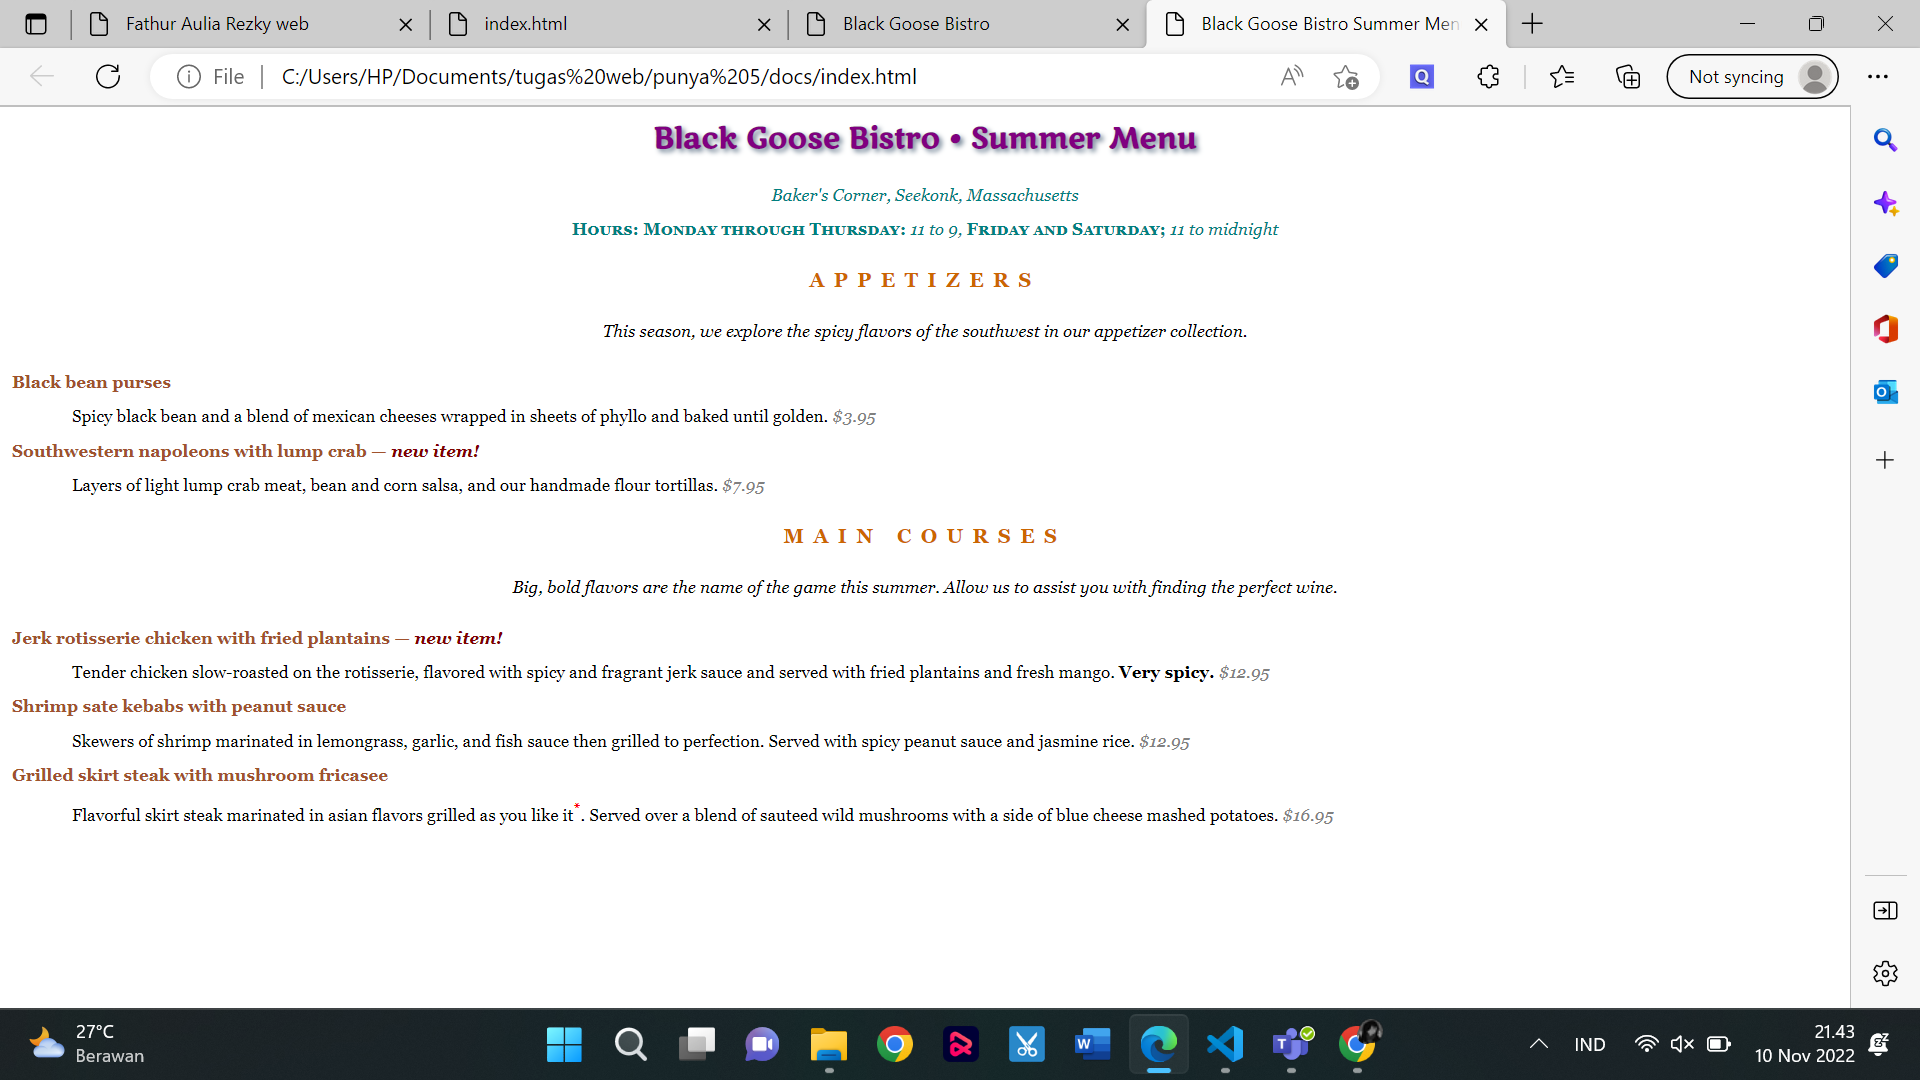 Fathur Aulia Rezky web
index.html
Black Goose Bistro
Black Goose Bistro Summer Men
File
C:/Users/HP/Documents/tugas%20web/punya%205/docs/index.html
Not syncing
Black Goose Bistro • Summer Menu
Baker's Corner, Seekonk, Massachusetts
Hours: Monday through Thursday: 11 to 9, Friday and Saturday; 11 to midnight
APPETIZERS
This season, we explore the spicy flavors of the southwest in our appetizer collection.
Black bean purses
Spicy black bean and a blend of mexican cheeses wrapped in sheets of phyllo and baked until golden. $3.95
Southwestern napoleons with lump crab — new item!
Layers of light lump crab meat, bean and corn salsa, and our handmade flour tortillas. $7.95
MAIN COURSES
Big, bold flavors are the name of the game this summer. Allow us to assist you with finding the perfect wine.
Jerk rotisserie chicken with fried plantains — new item!
Tender chicken slow-roasted on the rotisserie, flavored with spicy and fragrant jerk sauce and served with fried plantains and fresh mango. Very spicy. $12.95
Shrimp sate kebabs with peanut sauce
Skewers of shrimp marinated in lemongrass, garlic, and fish sauce then grilled to perfection. Served with spicy peanut sauce and jasmine rice. $12.95
Grilled skirt steak with mushroom fricasee
Flavorful skirt steak marinated in asian flavors grilled as you like it*. Served over a blend of sauteed wild mushrooms with a side of blue cheese mashed potatoes. $16.95
27°C
Berawan
IND
21.43
10 Nov 2022